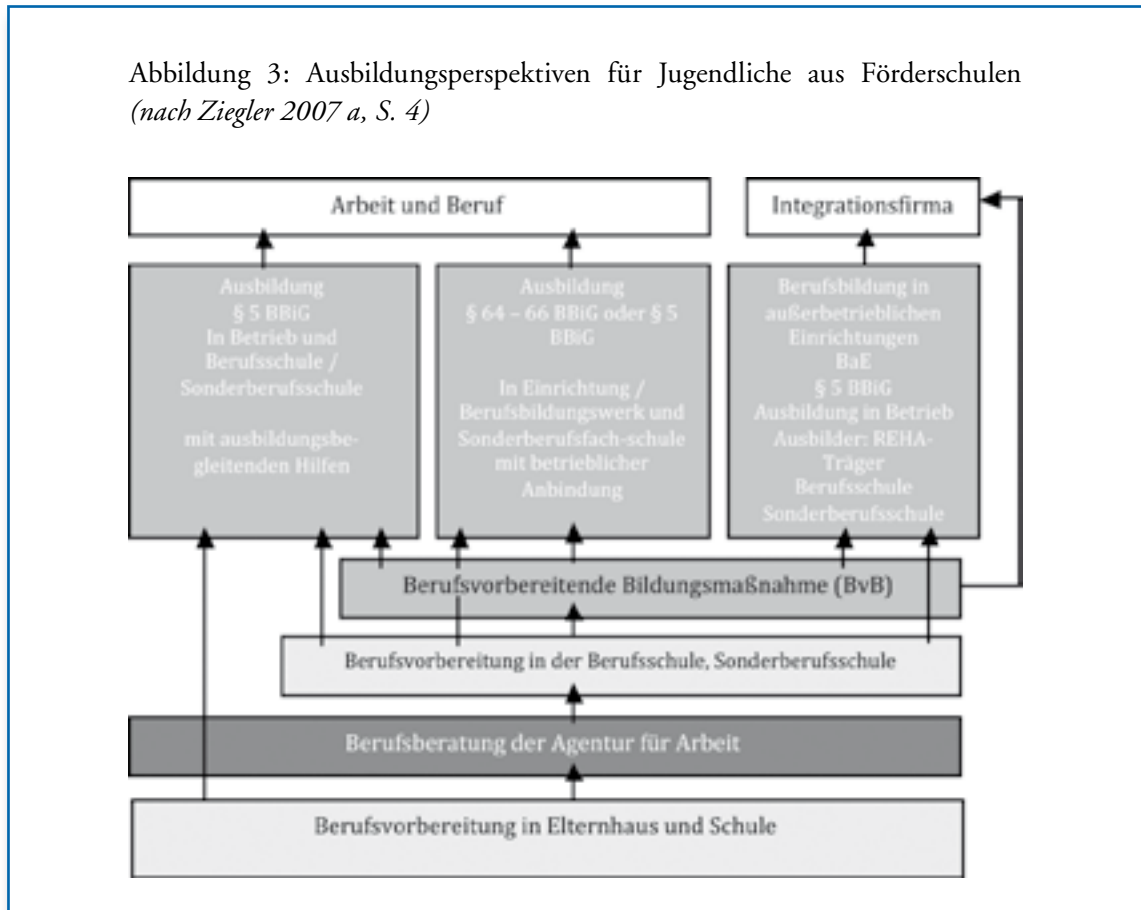 Abbildung 3: Ausbildungsperspektiven für Jugendliche aus Förderschulen
(nach Ziegler 2007 a, S. 4)
Arbeit und Beruf
Integrationsfirma
Ausbildung
§ 5 BBiG
In Betrieb und
Berufsschule /
Sonderberufsschule
mit ausbildungsbe-
gleitenden Hilfen
Ausbildung
§ 64 – 66 BBiG oder § 5
BBiG
In Einrichtung /
Berufsbildungswerk und
Sonderberufsfach-schule
mit betrieblicher
Anbindung
Berufsbildung in
außerbetrieblichen
Einrichtungen
BaE
§ 5 BBiG
Ausbildung in Betrieb
Ausbilder: REHA-
Träger
Berufsschule
Sonderberufsschule
Berufsvorbereitende Bildungsmaßnahme (BvB)
Berufsvorbereitung in der Berufsschule, Sonderberufsschule
Berufsberatung der Agentur für Arbeit
Berufsvorbereitung in Elternhaus und Schule